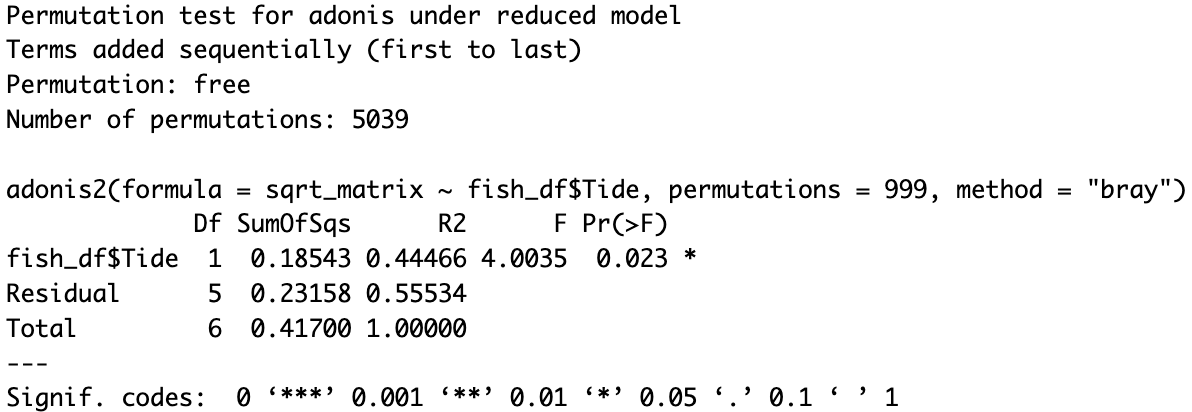 Permutation test for adonis under reduced model
Terms added sequentially (first to last)
Permutation: free
Number of permutations: 5039

adonis2(formula = sqrt_matrix ~ fish_df$Tide, permutations = 999, method = "bray")
             Df SumOfSqs      R2      F Pr(>F)
fish_df$Tide  1  0.18543 0.44466 4.0035  0.023 *
Residual      5  0.23158 0.55534
Total         6  0.41700 1.00000
---
Signif. codes:  0 ‘***’ 0.001 ‘**’ 0.01 ‘*’ 0.05 ‘.’ 0.1 ‘ ’ 1